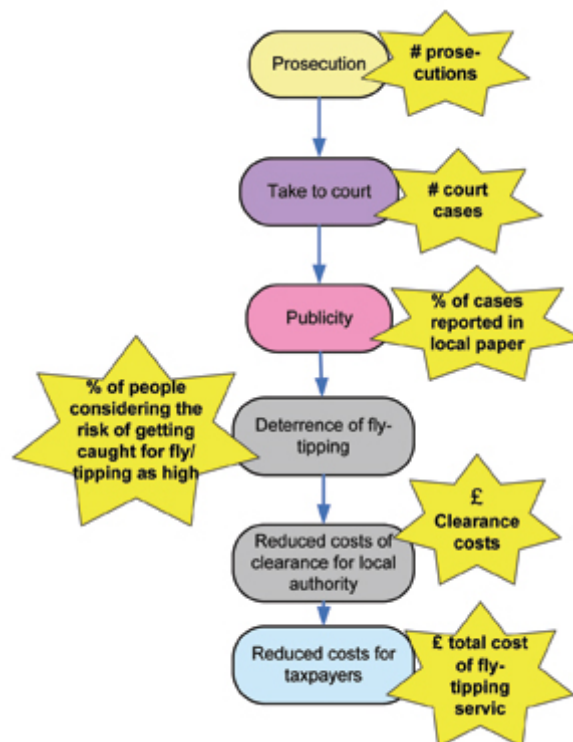 Prosecution
# prose-
cutions
Take to court
# court
cases
Publicity
% of cases
reported in
local paper
% of people
considering the
risk of getting
caught for fly/
tipping as high
Deterrence of fly-
tipping
£
Clearance
costs
Reduced costs of
clearance for local
authority
Reduced costs for
taxpayers
£ total cost
of fly-
tipping
servic